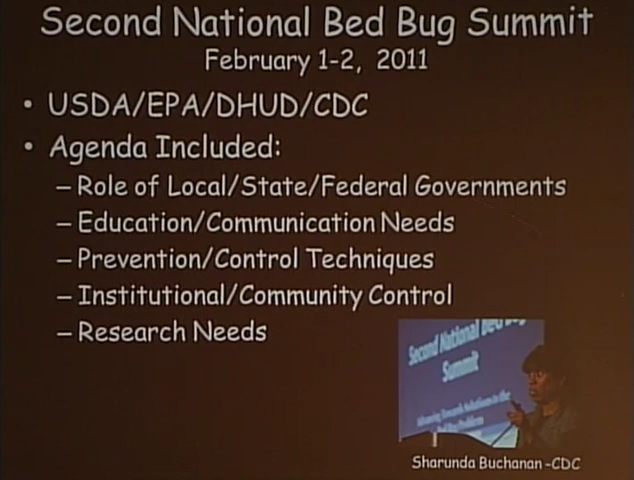 Second National Bed Bug Summit
February 1-2, 2011
• USDA/EPA/DHUD/CDC
• Agenda Included:
– Role of Local/State/Federal Governments
– Education/Communication Needs
– Prevention/Control Techniques
– Institutional/Community Control
– Research Needs
Second National Bed Bug
Summit
Sharunda Buchanan -CDC